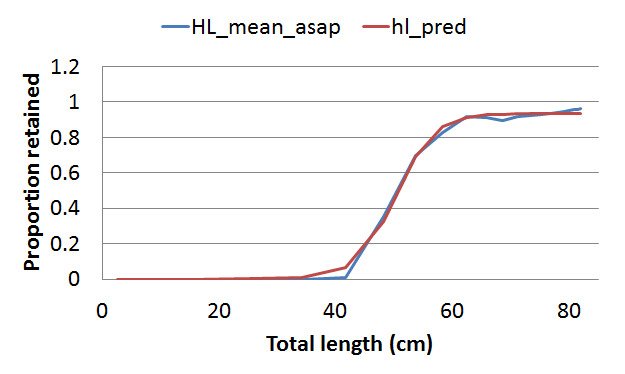 HL_mean_asap hl_pred
1.2
1
0.8
0.6
0.4
0.2
0
Proportion retained
0 20 40 60 80
Total length (cm)